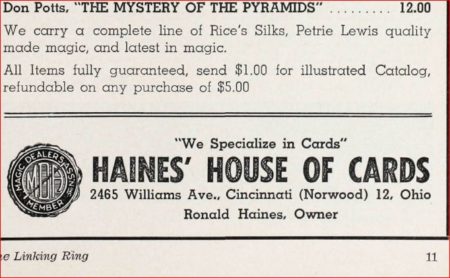 Don Potts, "THE MYSTERY OF THE PYRAMIDS" ......... 12.00
We carry a complete line of Rice's Silks, Petrie Lewis quality
made magic, and latest in magic.
All Items fully guaranteed, send $1.00 for illustrated Catalog,
refundable on any purchase of $5.00
"We Specialize in Cards"
MAGIC DEALERS ASSN.
MEMBER
HAINES' HOUSE OF CARDS
2465 Williams Ave., Cincinnati (Norwood) 12, Ohio
Ronald Haines, Owner
e Linking Ring 11